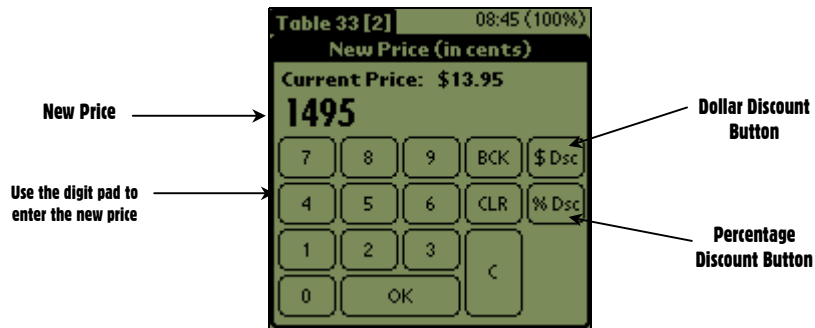 Table 33 [2] 08:45 (100%)
New Price (in cents)
Current Price: $13.95
1495
7 8 9 BCK $ Dsc
4 5 6 CLR % Dsc
1 2 3 C
0 OK
New Price
Use the digit pad to
enter the new price
Dollar Discount
Button
Percentage
Discount Button